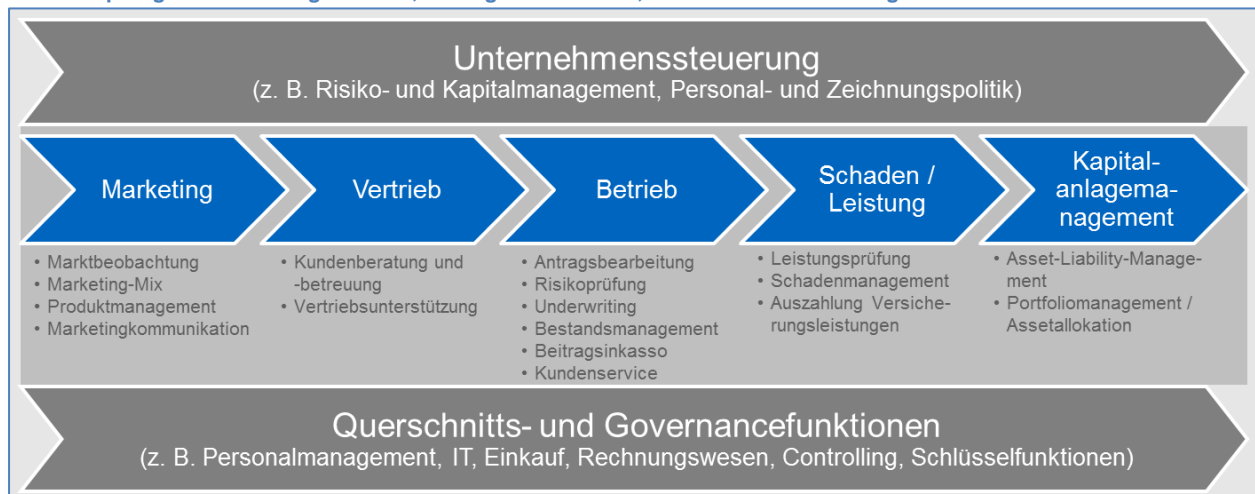 Unternehmenssteuerung
(z. B. Risiko- und Kapitalmanagement, Personal- und Zeichnungspolitik)
Marketing
• Marktbeobachtung
• Marketing-Mix
• Produktmanagement
• Marketingkommunikation
Vertrieb
• Kundenberatung und
-betreuung
• Vertriebsunterstützung
Betrieb
• Antragsbearbeitung
• Risikoprüfung
• Underwriting
• Bestandsmanagement
• Beitragsinkasso
• Kundenservice
Schaden /
Leistung
• Leistungsprüfung
• Schadenmanagement
• Auszahlung Versiche-
rungsleistungen
Kapital-
anlagema-
nagement
• Asset-Liability-Manage-
ment
• Portfoliomanagement /
Assetallokation
Querschnitts- und Governancefunktionen
(z. B. Personalmanagement, IT, Einkauf, Rechnungswesen, Controlling, Schlüsselfunktionen)